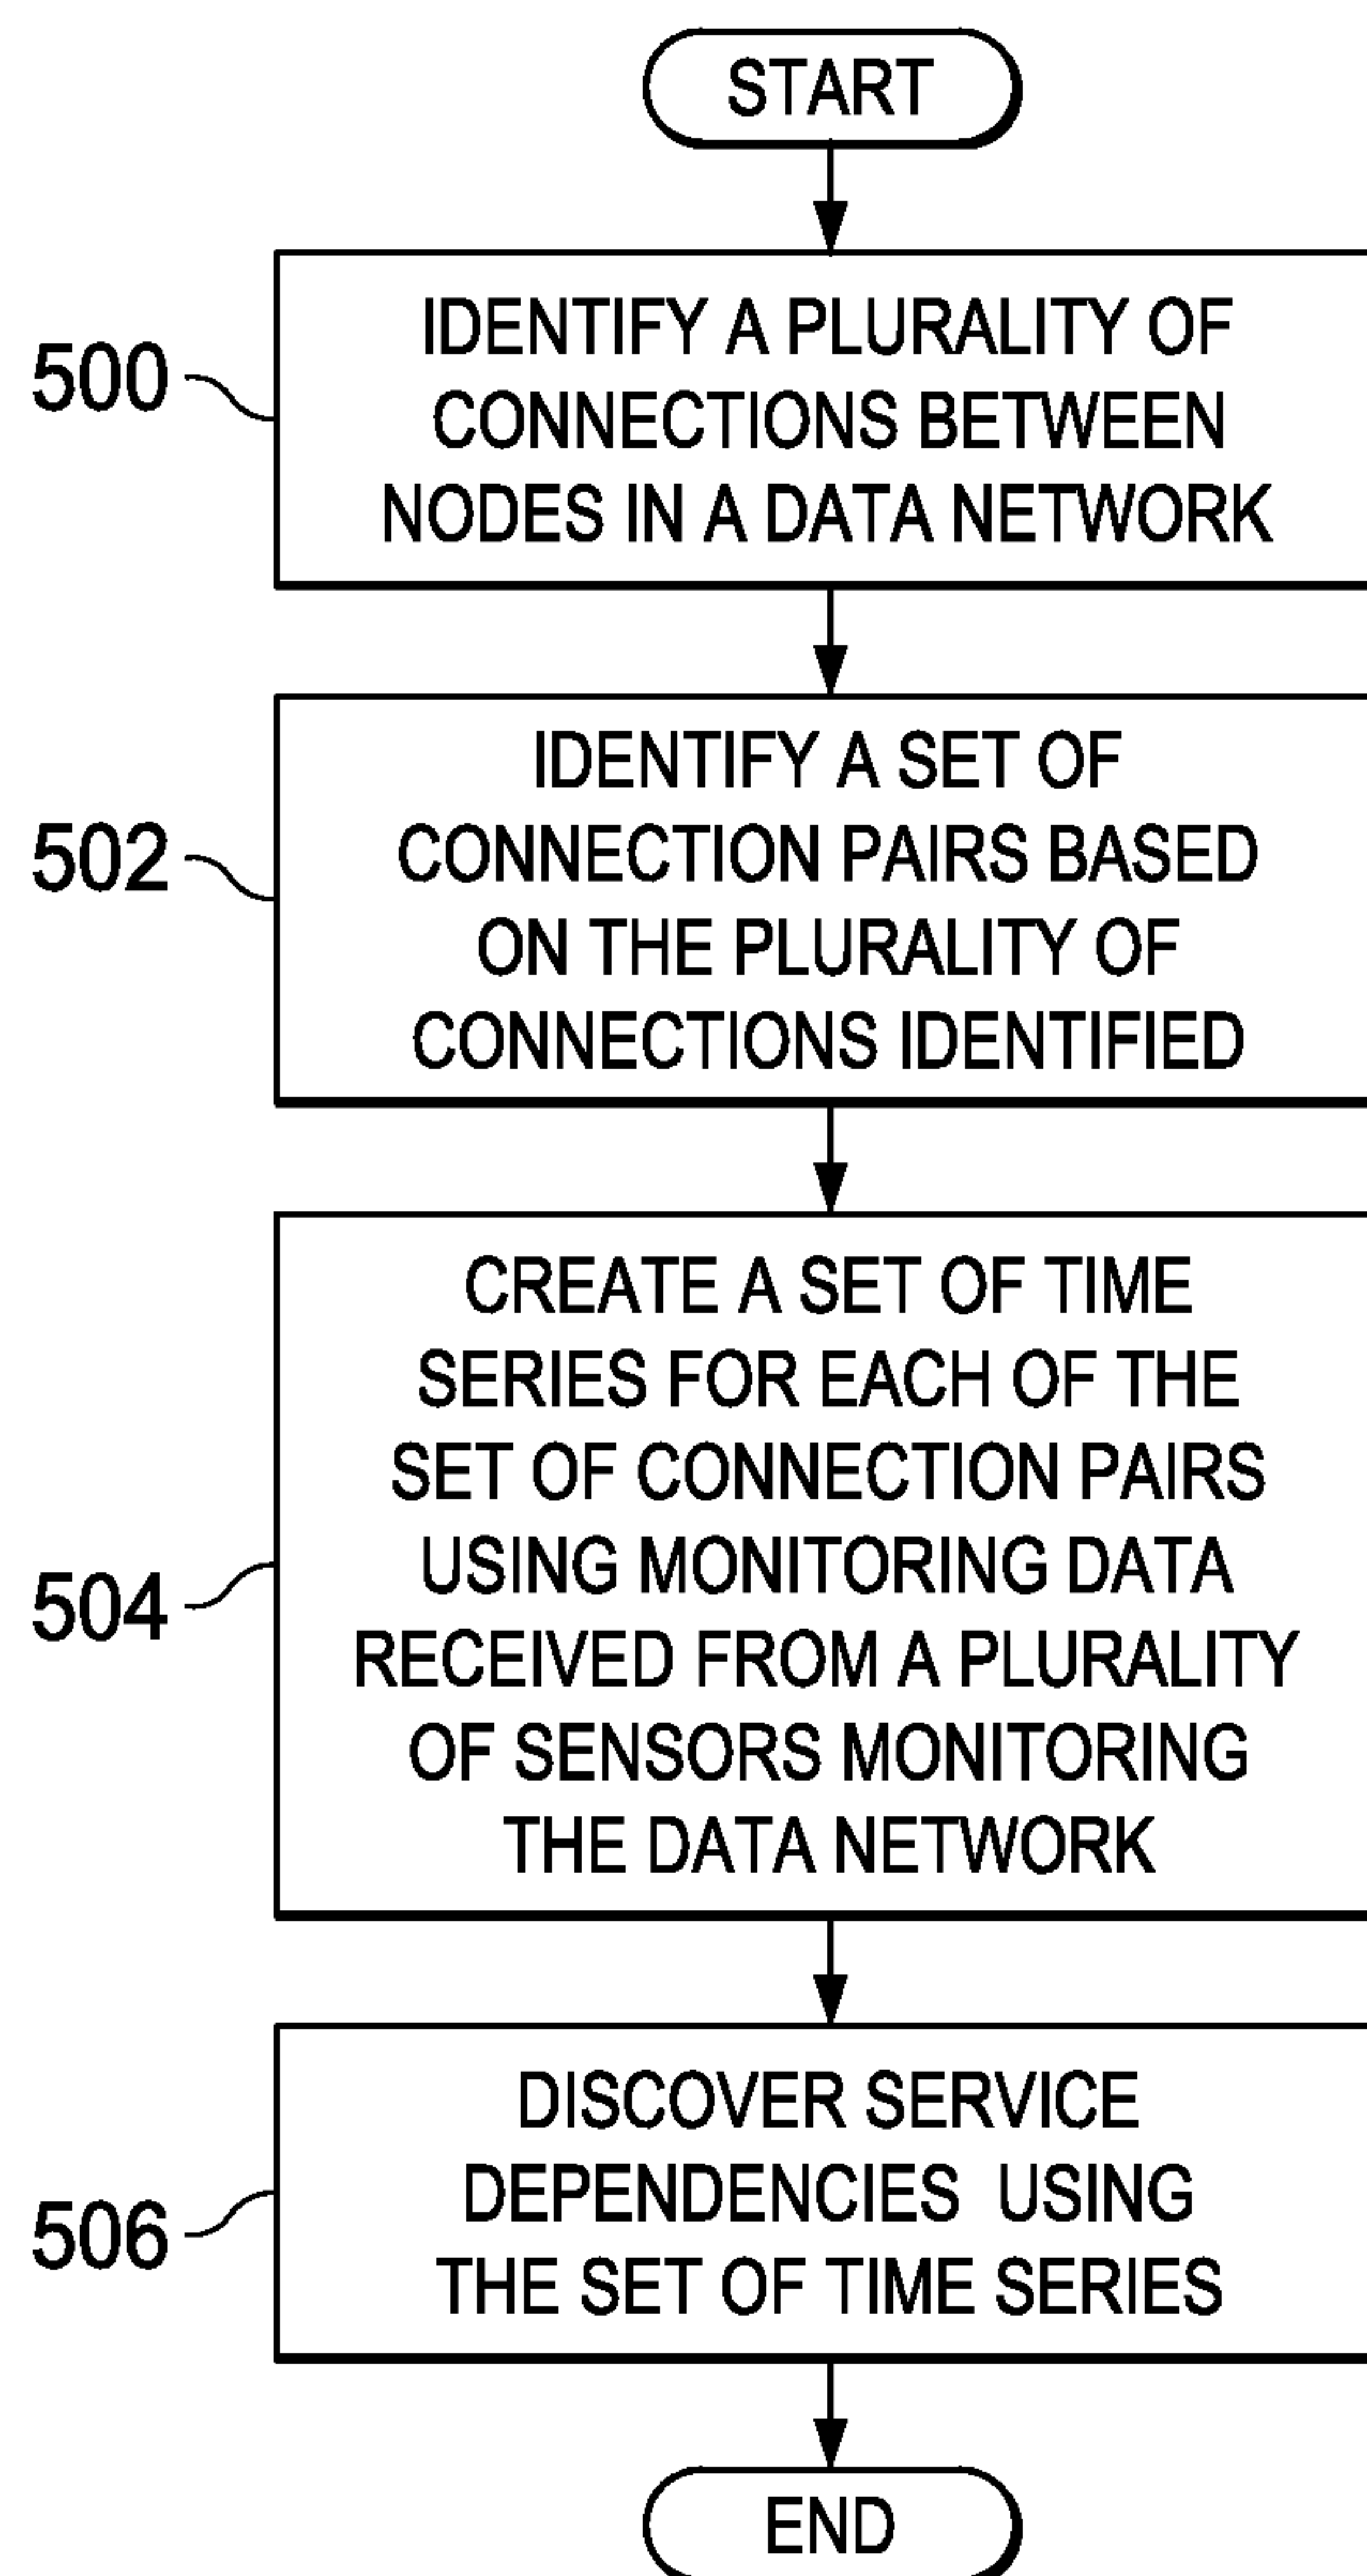 START
500
IDENTIFY A PLURALITY OF
CONNECTIONS BETWEEN
NODES IN A DATA NETWORK
502
IDENTIFY A SET OF
CONNECTION PAIRS BASED
ON THE PLURALITY OF
CONNECTIONS IDENTIFIED
504
CREATE A SET OF TIME
SERIES FOR EACH OF THE
SET OF CONNECTION PAIRS
USING MONITORING DATA
RECEIVED FROM A PLURALITY
OF SENSORS MONITORING
THE DATA NETWORK
506
DISCOVER SERVICE
DEPENDENCIES USING
THE SET OF TIME SERIES
END